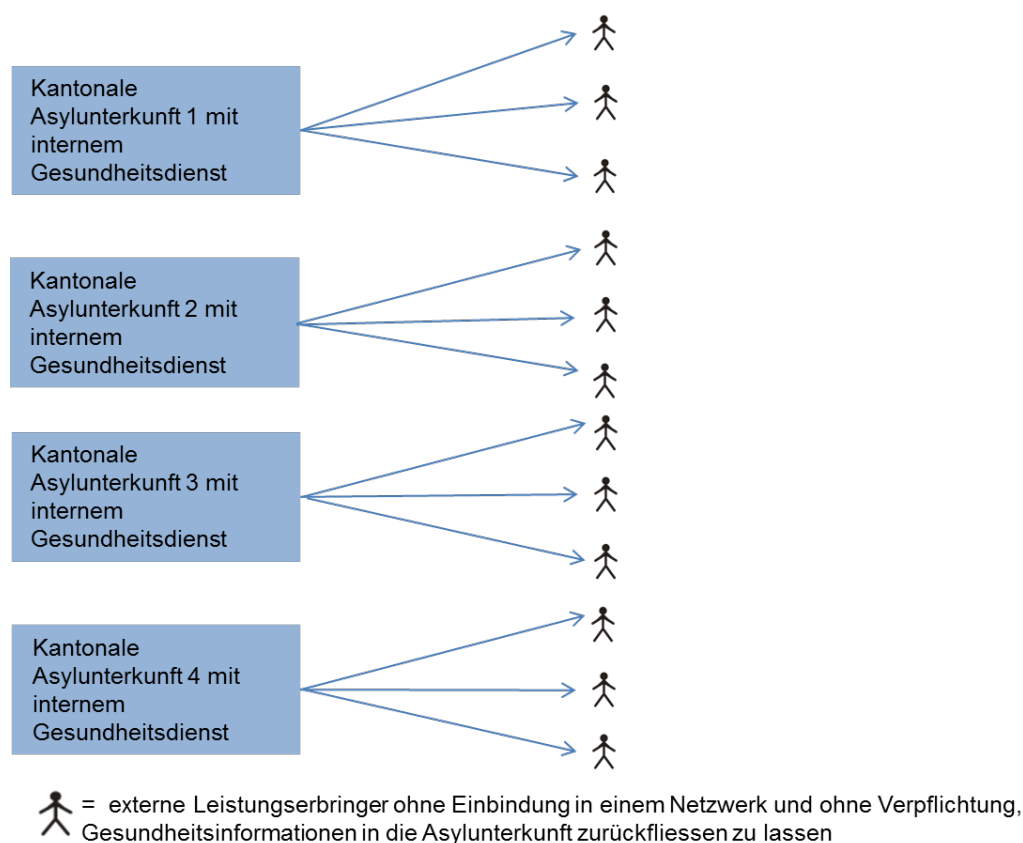 Kantonale
Asylunterkunft 1 mit
internem
Gesundheitsdienst
Kantonale
Asylunterkunft 2 mit
internem
Gesundheitsdienst
Kantonale
Asylunterkunft 3 mit
internem
Gesundheitsdienst
Kantonale
Asylunterkunft 4 mit
internem
Gesundheitsdienst
= externe Leistungserbringer ohne Einbindung in einem Netzwerk und ohne Verpflichtung,
Gesundheitsinformationen in die Asylunterkunft zurückfliessen zu lassen